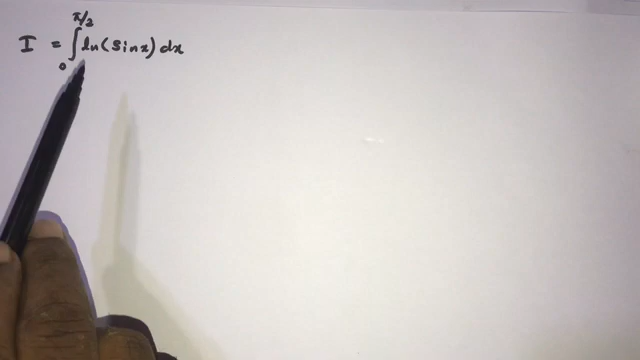 I = ∫₀^π/2 ln(sinx) dx